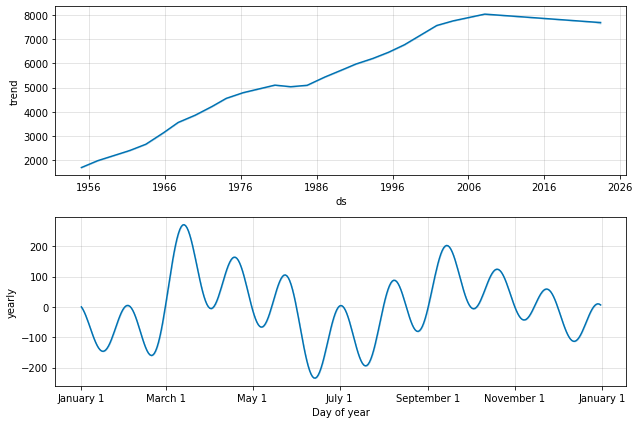 8000
7000
6000
5000
4000
3000
2000
trend
1956 1966 1976 1986 1996 2006 2016 2026
ds
200
100
0
−100
−200
yearly
January 1 March 1 May 1 July 1 September 1 November 1 January 1
Day of year